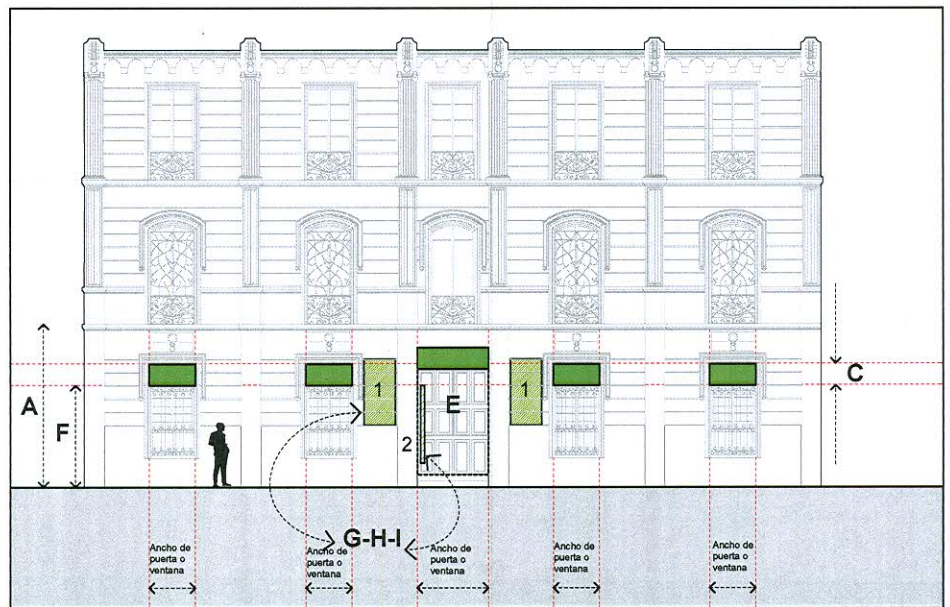 C
1
1
E
A
F
2
G-H-I
Ancho de
puerta o
ventana
Ancho de
puerta o
ventana
Ancho de
puerta o
ventana
Ancho de
puerta o
ventana
Ancho de
puerta o
ventana